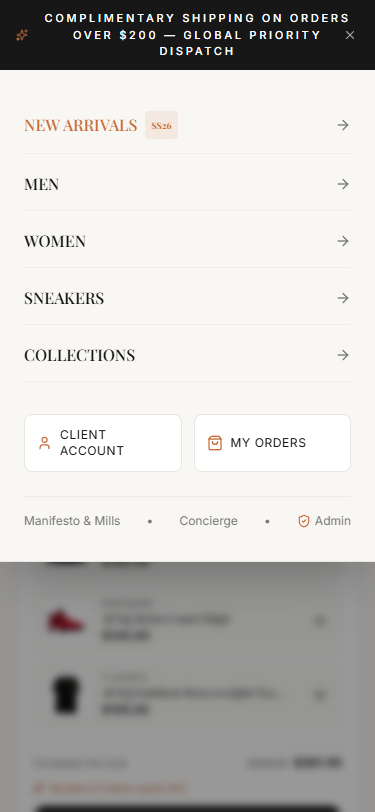 COMPLIMENTARY SHIPPING ON ORDERS
OVER $200 — GLOBAL PRIORITY
DISPATCH
NEW ARRIVALS SS26
MEN
WOMEN
SNEAKERS
COLLECTIONS
CLIENT
ACCOUNT
MY ORDERS
Manifesto & Mills • Concierge • Admin